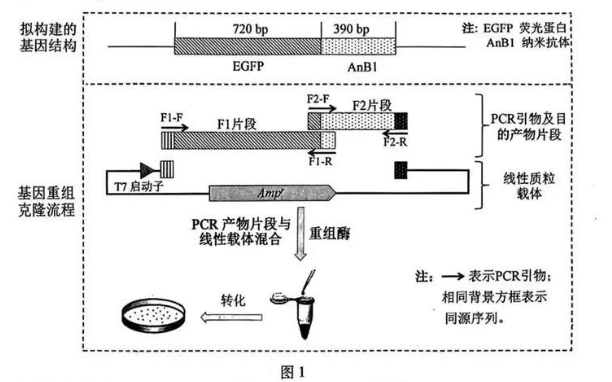 拟构建的
基因结构
720 bp
390 bp
EGFP
AnB1
注: EGFP 荧光蛋白
AnB1 纳米抗体
F2-F
F1-F
F1片段
F2片段
F2-R
F1-R
PCR引物及目
的产物片段
T7 启动子
Ampʳ
线性质粒
载体
基因重组
克隆流程
PCR 产物片段与
线性载体混合
重组酶
转化
注: → 表示PCR引物;
相同背景方框表示
同源序列。
图 1